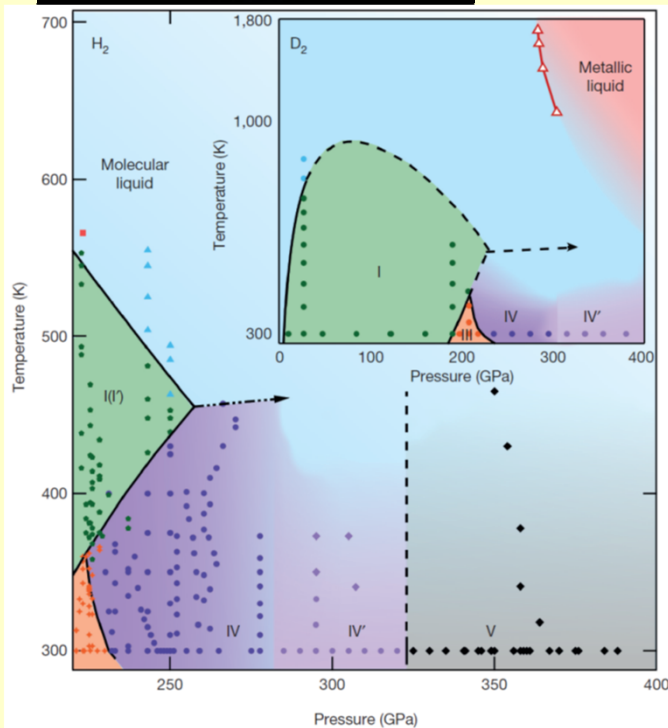 700
600
500
400
300
Temperature (K)
H2
Molecular
liquid
I(I′)
IV
IV′
V
250
300
350
400
Pressure (GPa)
1,800
1,000
300
Temperature (K)
D2
Metallic
liquid
I
III
IV
IV′
0
100
200
300
400
Pressure (GPa)